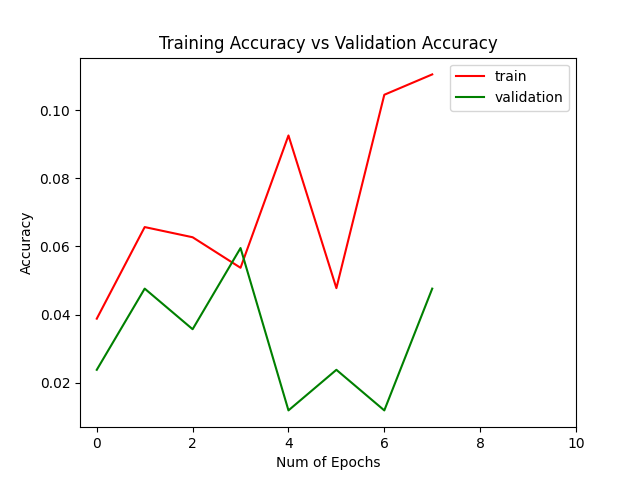 Training Accuracy vs Validation Accuracy
train
validation
0.10
0.08
0.06
0.04
0.02
Accuracy
0 2 4 6 8 10
Num of Epochs